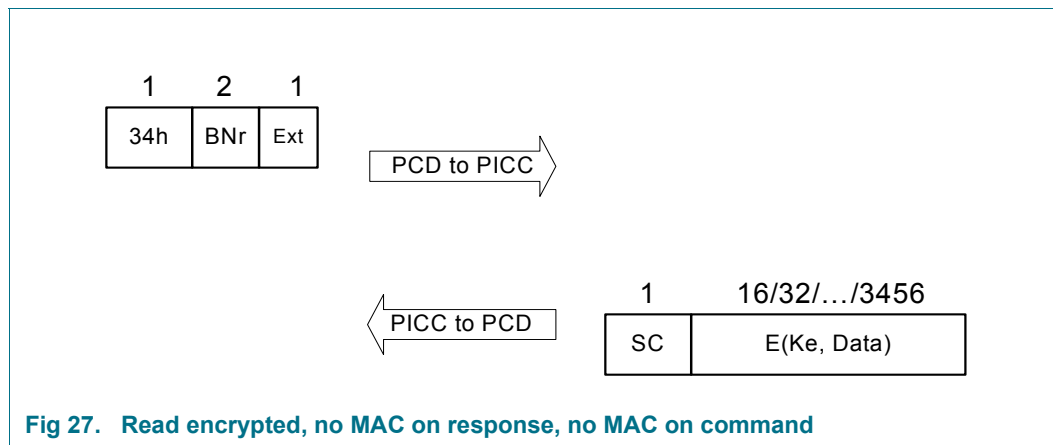 1 2 1
34h BNr Ext
PCD to PICC
PICC to PCD
1 16/32/…/3456
SC E(Ke, Data)
Fig 27. Read encrypted, no MAC on response, no MAC on command